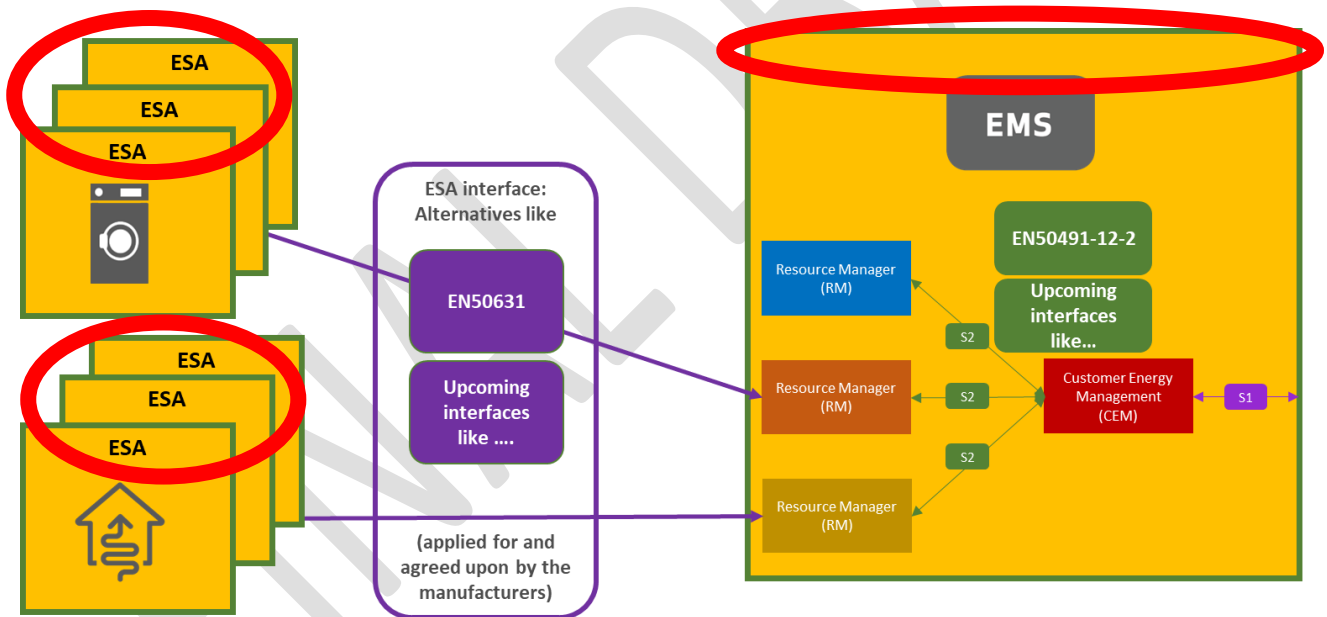 ESA
ESA
ESA
ESA
ESA
ESA
ESA interface:
Alternatives like
EN50631
Upcoming
interfaces
like ....
(applied for and
agreed upon by the
manufacturers)
EMS
EN50491-12-2
Upcoming
interfaces
like...
Resource Manager
(RM)
S2
Resource Manager
(RM)
S2
Customer Energy
Management
(CEM)
S1
S2
Resource Manager
(RM)